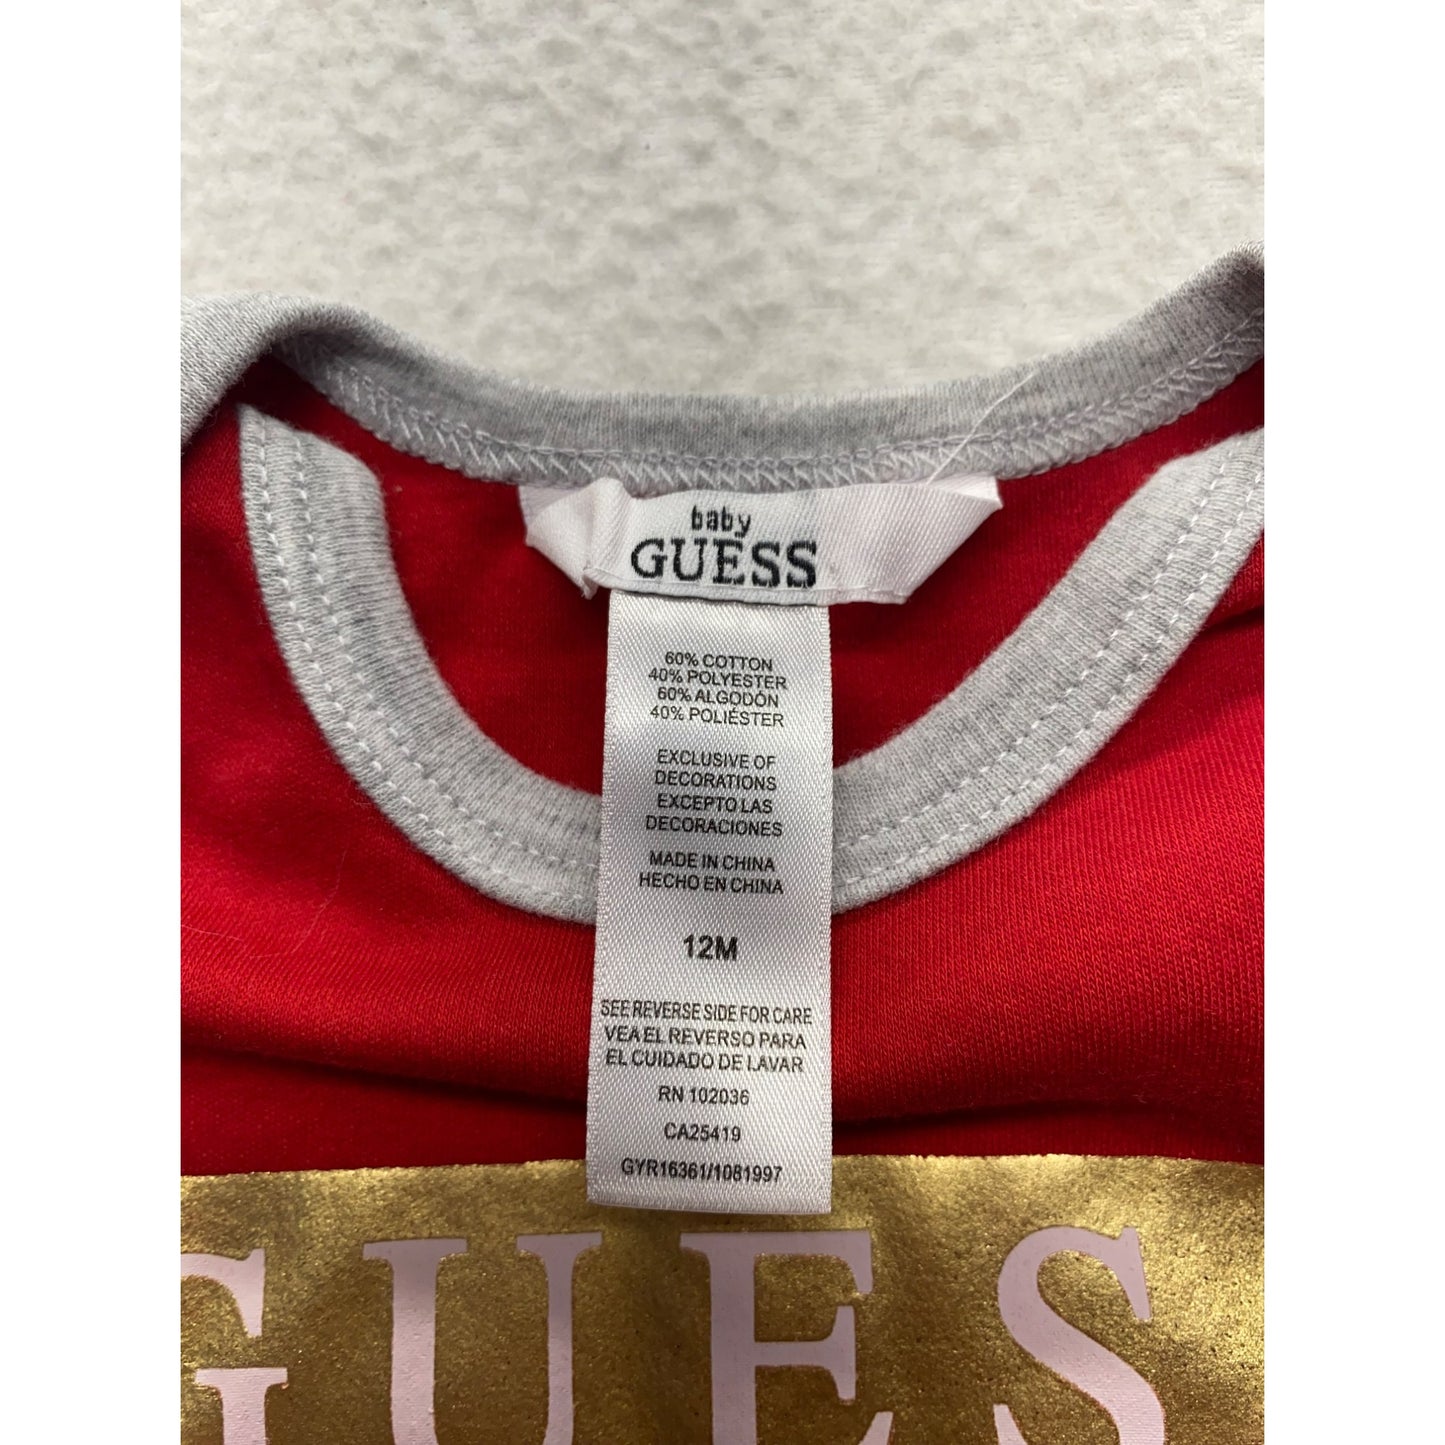 baby
GUESS
60% COTTON
40% POLYESTER
60% ALGODÓN
40% POLIÉSTER
EXCLUSIVE OF
DECORATIONS
EXCEPTO LAS
DECORACIONES
MADE IN CHINA
HECHO EN CHINA
12M
SEE REVERSE SIDE FOR CARE
VEA EL REVERSO PARA
EL CUIDADO DE LAVAR
RN 102036
CA25419
GYR16361/1081997
GUES